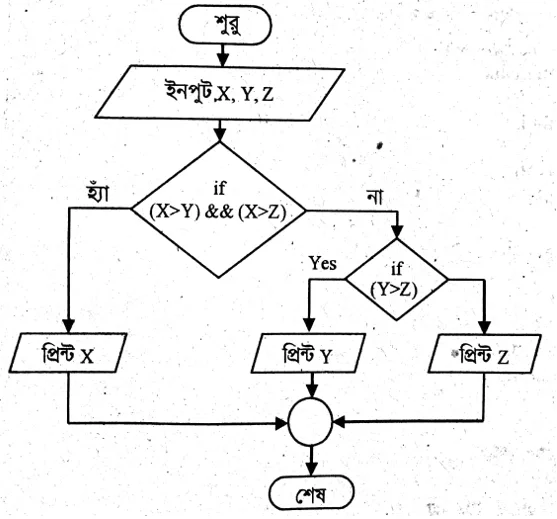 শুরু
ইনপুট, X, Y, Z
if
(X>Y) && (X>Z)
হ্যাঁ
না
Yes
if
(Y>Z)
প্রিন্ট X
প্রিন্ট Y
প্রিন্ট Z
শেষ